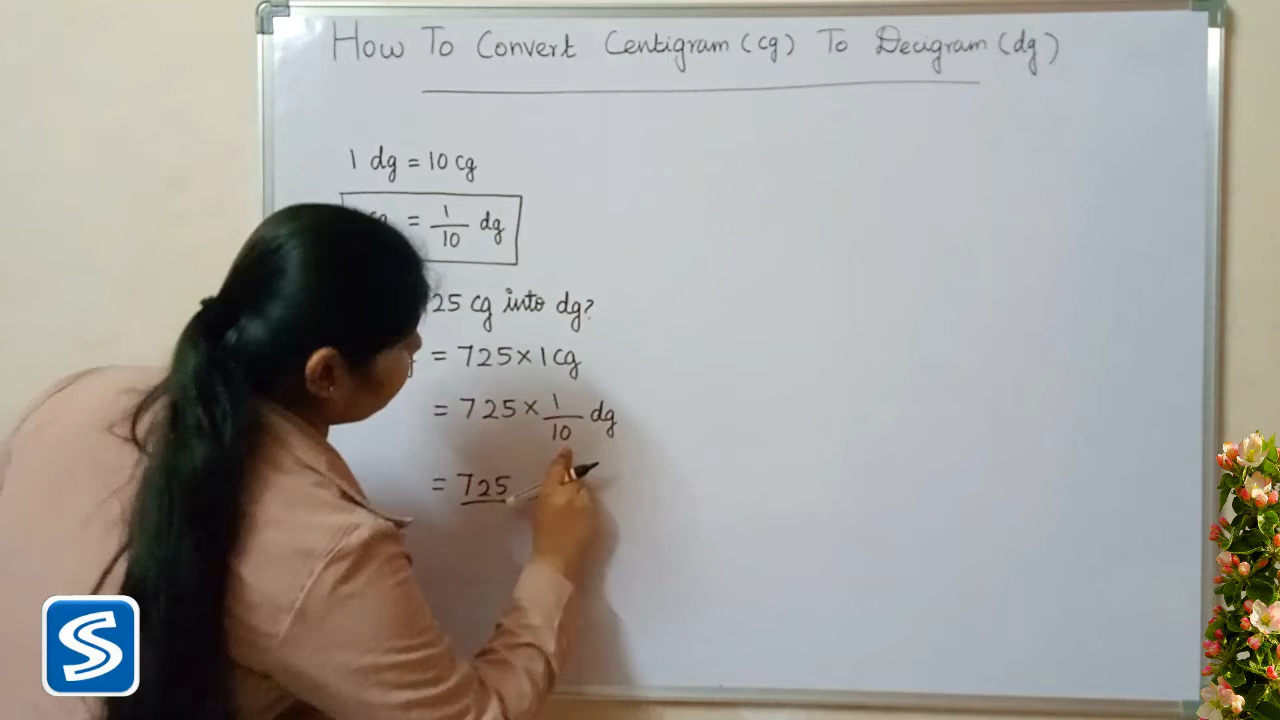 How To Convert Centigram (cg) To Decigram (dg)
1 dg = 10 cg
= 1/10 dg
25 cg into dg?
= 725 × 1 cg
= 725 × 1/10 dg
= 725
S